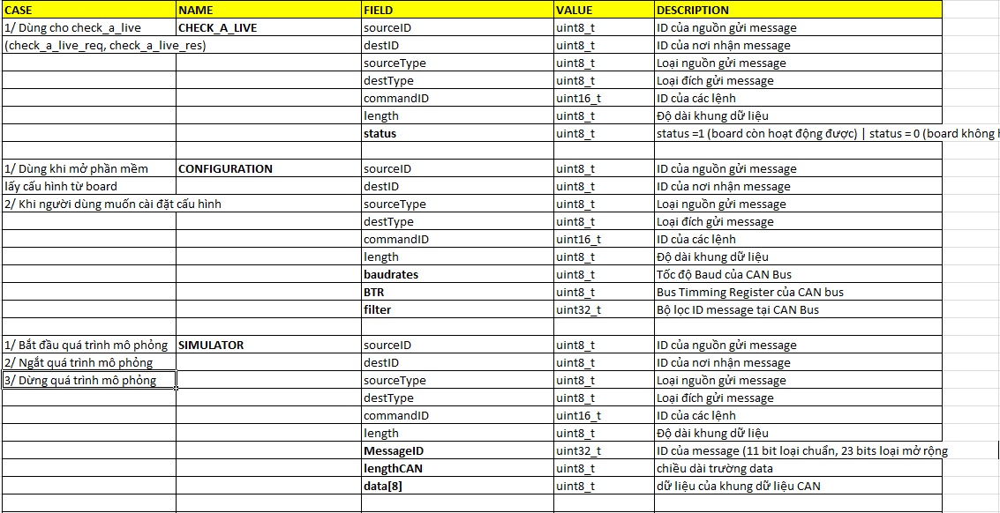 CASE NAME FIELD VALUE DESCRIPTION
1/ Dùng cho check_a_live CHECK_A_LIVE sourceID uint8_t ID của nguồn gửi message
(check_a_live_req, check_a_live_res) destID uint8_t ID của nơi nhận message
sourceType uint8_t Loại nguồn gửi message
destType uint8_t Loại đích gửi message
commandID uint16_t ID của các lệnh
length uint8_t Độ dài khung dữ liệu
status uint8_t status =1 (board còn hoạt động được) | status = 0 (board không
1/ Dùng khi mở phần mềm CONFIGURATION sourceID uint8_t ID của nguồn gửi message
lấy cấu hình từ board destID uint8_t ID của nơi nhận message
2/ Khi người dùng muốn cài đặt cấu hình sourceType uint8_t Loại nguồn gửi message
destType uint8_t Loại đích gửi message
commandID uint16_t ID của các lệnh
length uint8_t Độ dài khung dữ liệu
baudrates uint8_t Tốc độ Baud của CAN Bus
BTR uint8_t Bus Timming Register của CAN bus
filter uint32_t Bộ lọc ID message tại CAN Bus
1/ Bắt đầu quá trình mô phỏng SIMULATOR sourceID uint8_t ID của nguồn gửi message
2/ Ngắt quá trình mô phỏng destID uint8_t ID của nơi nhận message
3/ Dừng quá trình mô phỏng sourceType uint8_t Loại nguồn gửi message
destType uint8_t Loại đích gửi message
commandID uint16_t ID của các lệnh
length uint8_t Độ dài khung dữ liệu
MessageID uint32_t ID của message (11 bit loại chuẩn, 23 bits loại mở rộng
lengthCAN uint8_t chiều dài trường data
data[8] uint8_t dữ liệu của khung dữ liệu CAN